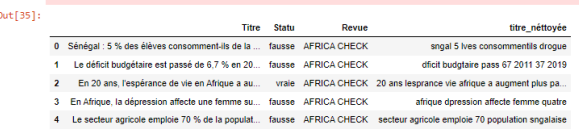 Out[35]:
Titre Statu Revue titre_néttoyée
0 Sénégal : 5 % des élèves consomment-ils de la ... fausse AFRICA CHECK sngal 5 lves consommentils drogue
1 Le déficit budgétaire est passé de 6,7 % en 20... fausse AFRICA CHECK dficit budgtaire pass 67 2011 37 2019
2 En 20 ans, l'espérance de vie en Afrique a au... vraie AFRICA CHECK 20 ans lesprance vie afrique a augment plus pa...
3 En Afrique, la dépression affecte une femme su... fausse AFRICA CHECK afrique dpression affecte femme quatre
4 Le secteur agricole emploie 70 % de la populat... fausse AFRICA CHECK secteur agricole emploie 70 population sngalaise